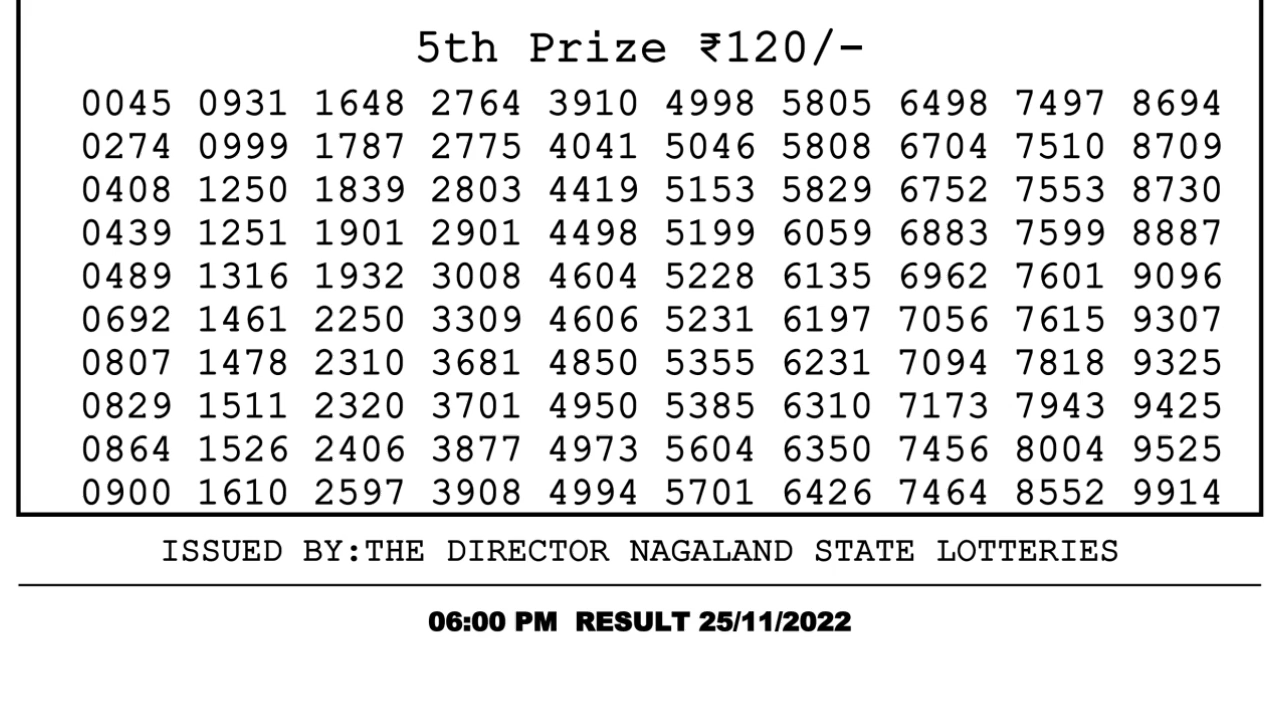 5th Prize ₹120/-
0045 0931 1648 2764 3910 4998 5805 6498 7497 8694
0274 0999 1787 2775 4041 5046 5808 6704 7510 8709
0408 1250 1839 2803 4419 5153 5829 6752 7553 8730
0439 1251 1901 2901 4498 5199 6059 6883 7599 8887
0489 1316 1932 3008 4604 5228 6135 6962 7601 9096
0692 1461 2250 3309 4606 5231 6197 7056 7615 9307
0807 1478 2310 3681 4850 5355 6231 7094 7818 9325
0829 1511 2320 3701 4950 5385 6310 7173 7943 9425
0864 1526 2406 3877 4973 5604 6350 7456 8004 9525
0900 1610 2597 3908 4994 5701 6426 7464 8552 9914
ISSUED BY:THE DIRECTOR NAGALAND STATE LOTTERIES
06:00 PM RESULT 25/11/2022